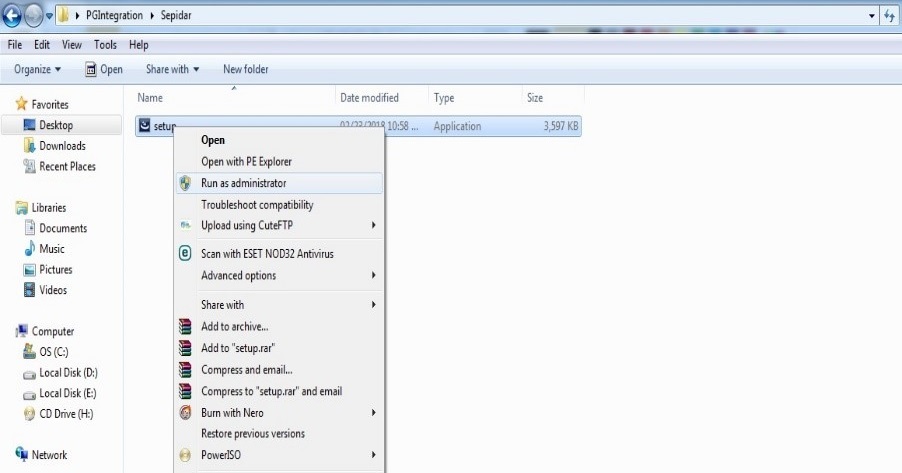 PGIntegration Sepidar
File Edit View Tools Help
Organize Open Share with New folder
Name Date modified Type Size
Favorites
Desktop
Downloads
Recent Places
Libraries
Documents
Music
Pictures
Videos
Computer
OS (C:)
Local Disk (D:)
Local Disk (E:)
CD Drive (H:)
Network
setup 10:58 ... Application 3,597 KB
Open
Open with PE Explorer
Run as administrator
Troubleshoot compatibility
Upload using CuteFTP
Scan with ESET NOD32 Antivirus
Advanced options
Share with
Add to archive...
Add to "setup.rar"
Compress and email...
Compress to "setup.rar" and email
Burn with Nero
Restore previous versions
PowerISO